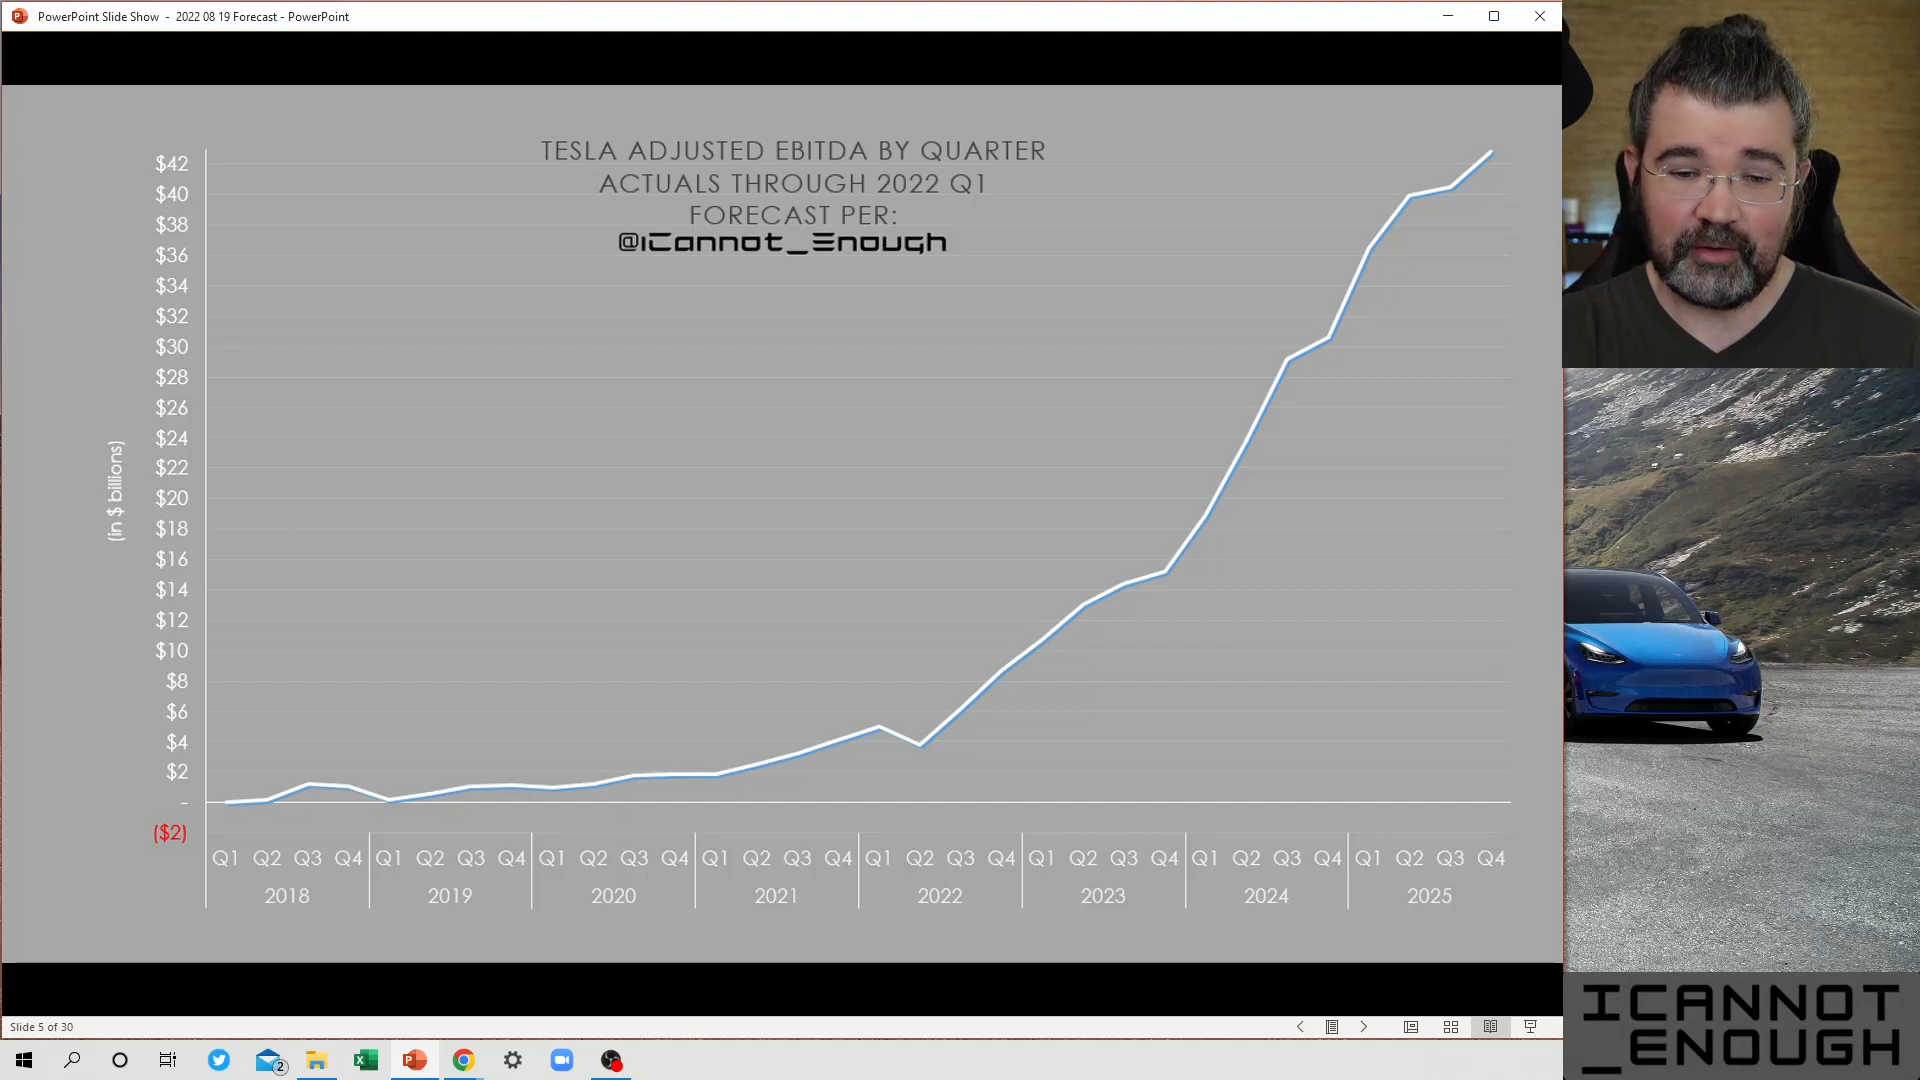 PowerPoint Slide Show - 2022 08 19 Forecast - PowerPoint
TESLA ADJUSTED EBITDA BY QUARTER
ACTUALS THROUGH 2022 Q1
FORECAST PER:
@iCannot_Enough
(in $ billions)
$42
$40
$38
$36
$34
$32
$30
$28
$26
$24
$22
$20
$18
$16
$14
$12
$10
$8
$6
$4
$2
-
($2)
Q1 Q2 Q3 Q4 Q1 Q2 Q3 Q4 Q1 Q2 Q3 Q4 Q1 Q2 Q3 Q4 Q1 Q2 Q3 Q4 Q1 Q2 Q3 Q4 Q1 Q2 Q3 Q4 Q1 Q2 Q3 Q4
2018 2019 2020 2021 2022 2023 2024 2025
Slide 5 of 30
2
ICANNOT
_ENOUGH